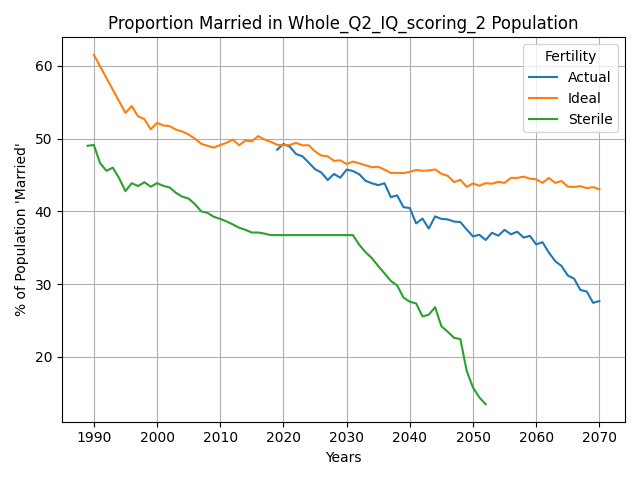 Proportion Married in Whole_Q2_IQ_scoring_2 Population
% of Population 'Married'
60
50
40
30
20
Fertility
Actual
Ideal
Sterile
1990 2000 2010 2020 2030 2040 2050 2060 2070
Years